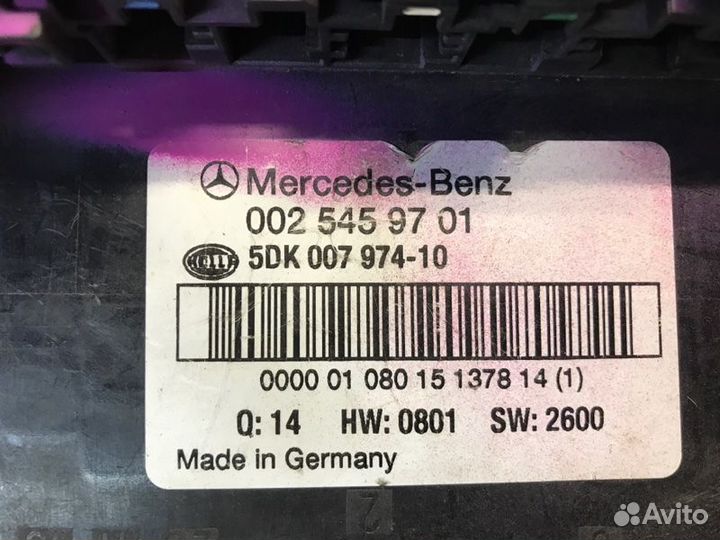 Mercedes-Benz
002 545 97 01
HELLA 5DK 007 974-10
0000 01 080 15 1378 14 (1)
Q: 14 HW: 0801 SW: 2600
Made in Germany
2
Avito